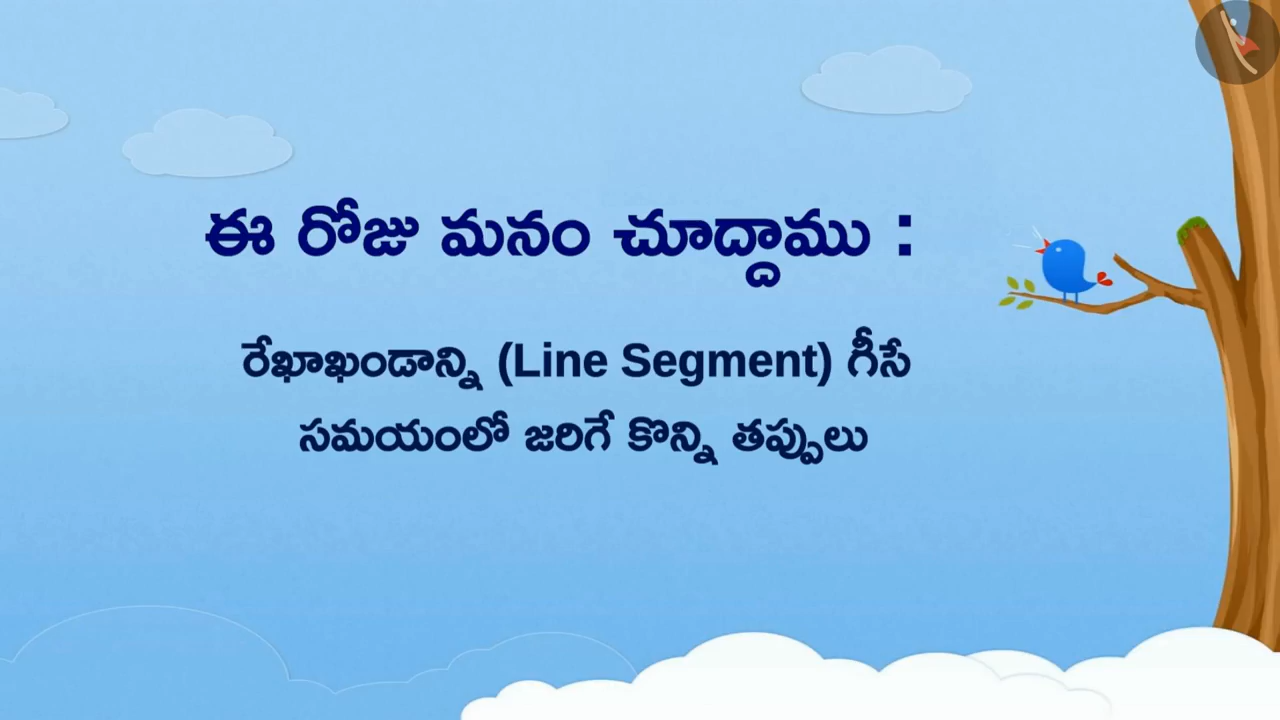 ఈ రోజు మనం చూద్దాము :
రేఖాఖండాన్ని (Line Segment) గీసే
సమయంలో జరిగే కొన్ని తప్పులు